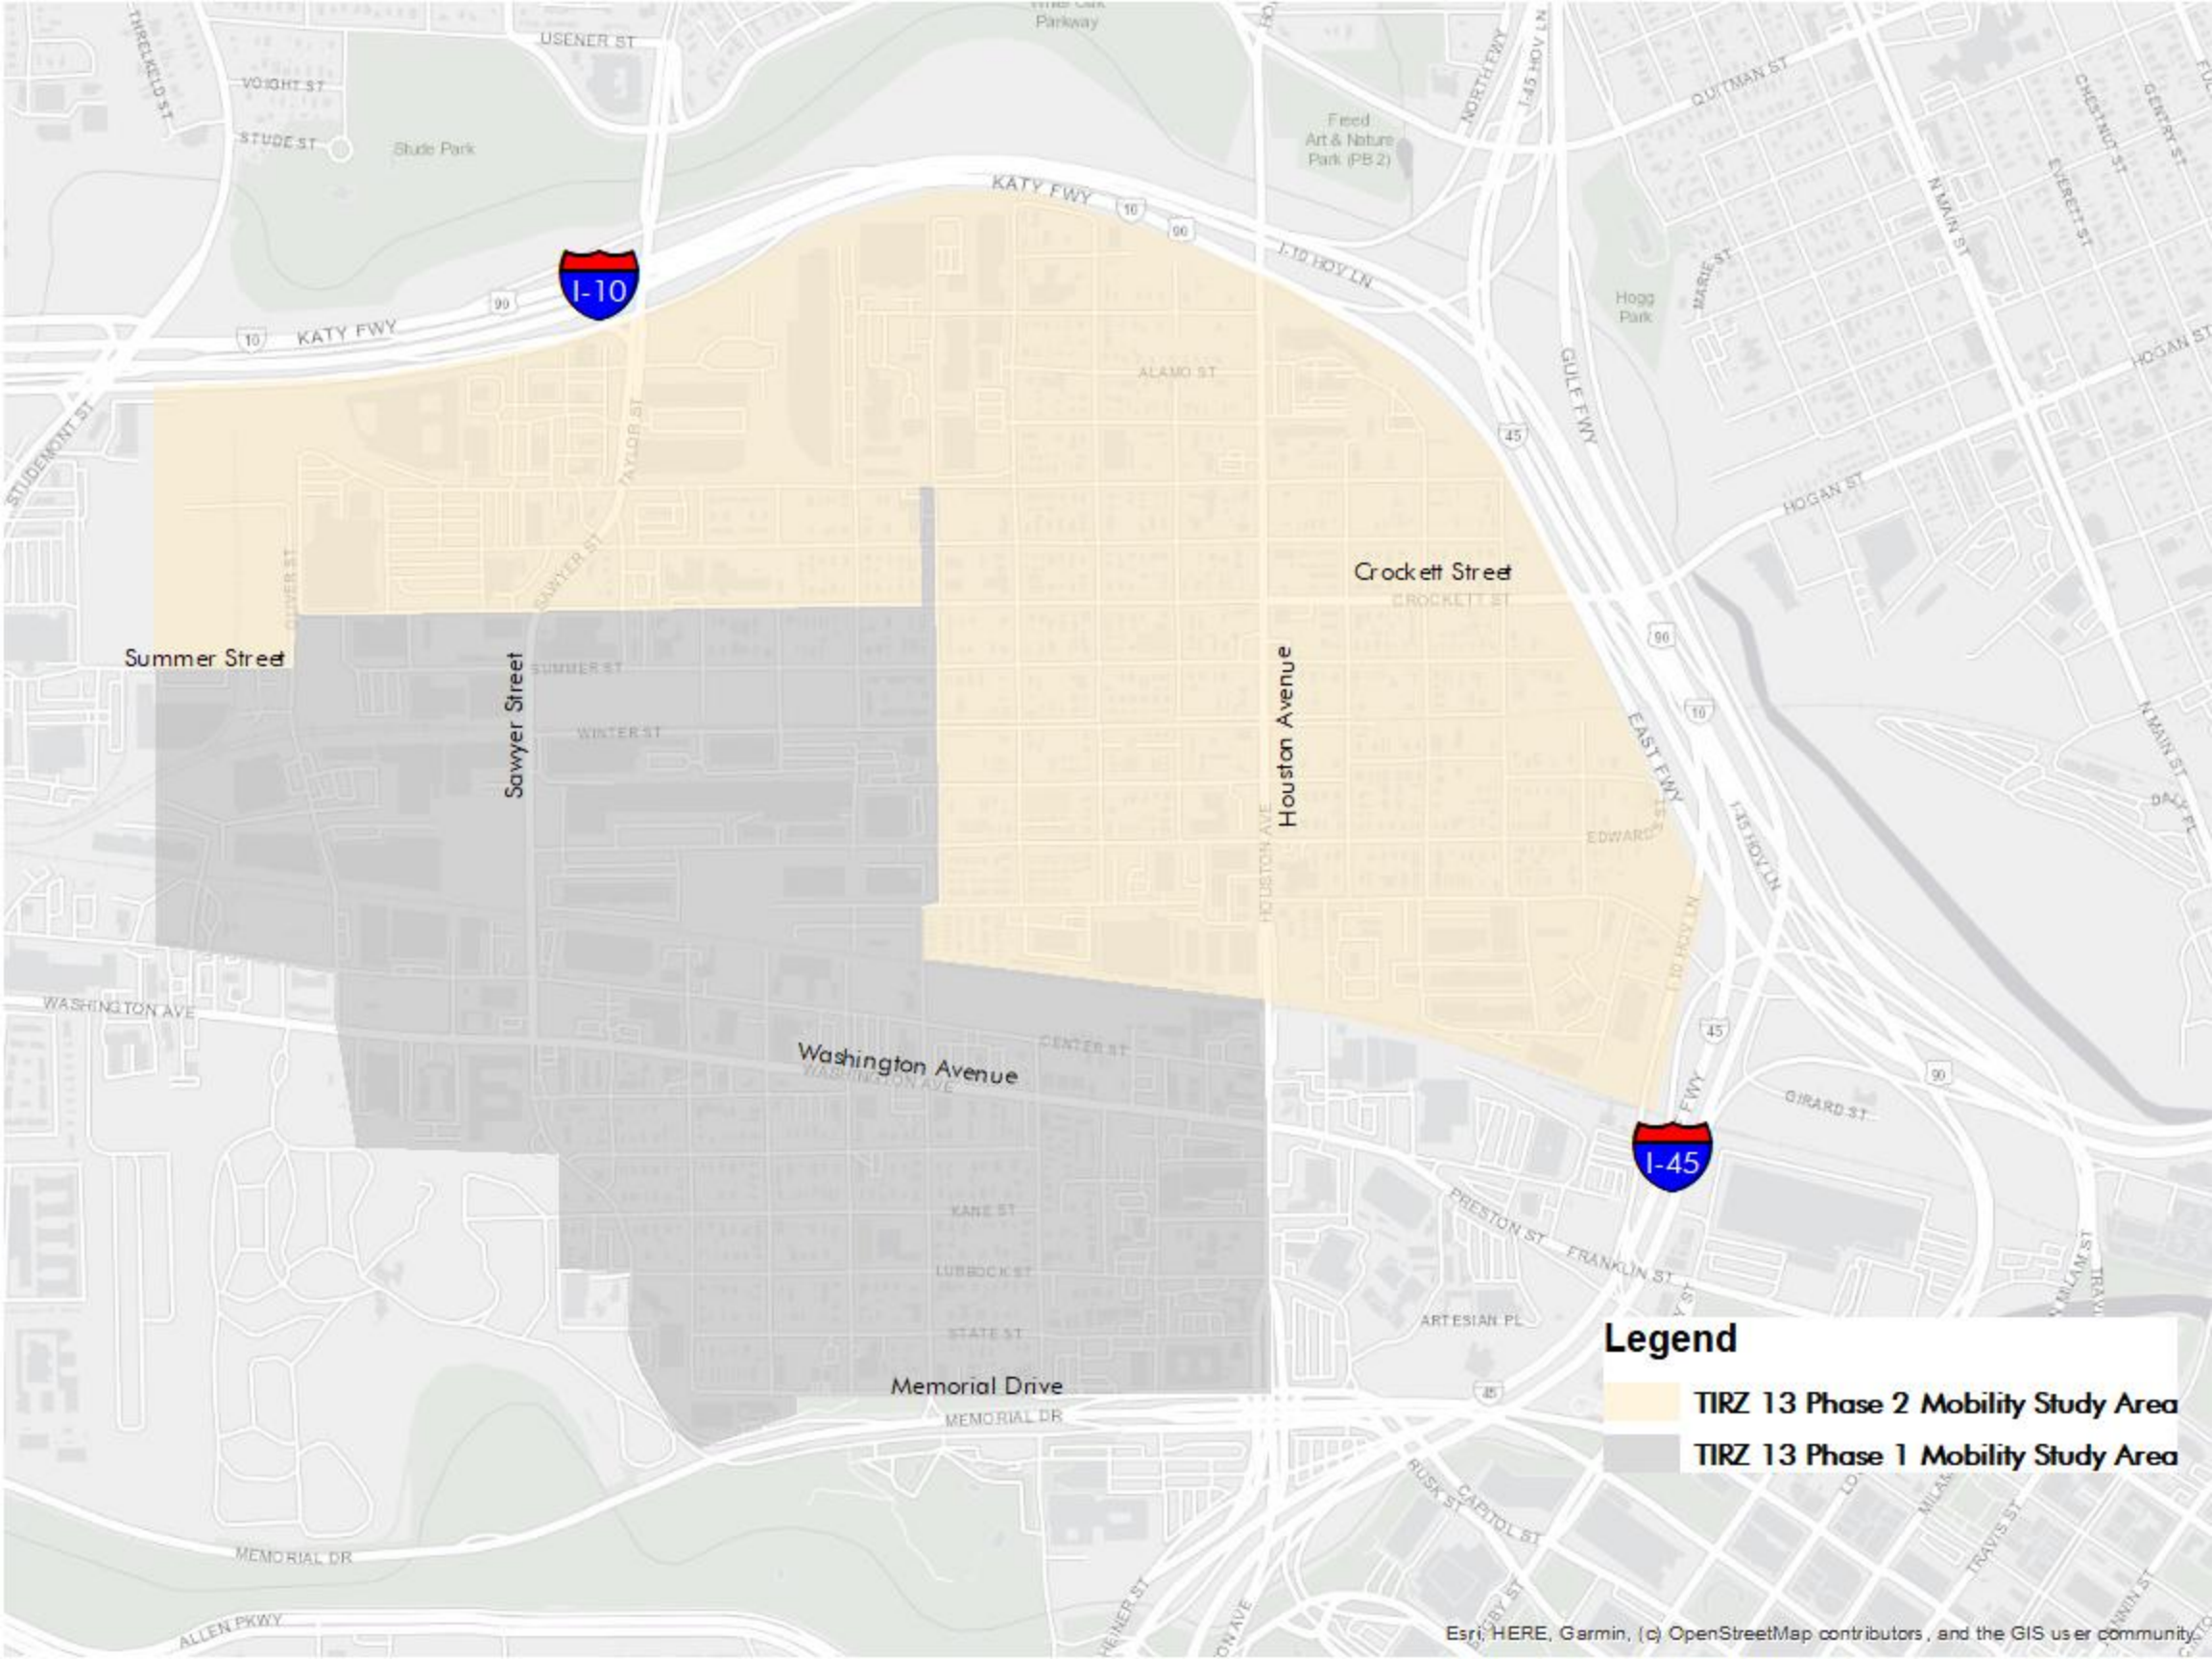 Parkway
USENER ST
THRELKELD ST
VOIGHT ST
STUDE ST
Stude Park
Freed
Art & Nature
Park (PB 2)
NORTH FWY
I-45 HOV LN
QUITMAN ST
CHESTNUT ST
GENTRY ST
EVERETT ST
N MAIN ST
KATY FWY
10
90
I-10 HOV LN
MARIE ST
Hogg
Park
I-10
90
10
KATY FWY
HOGAN ST
GULF FWY
ALAMO ST
STUDEMONT ST
TAYLOR ST
45
HOGAN ST
OLIVER ST
SAWYER ST
Crockett Street
CROCKETT ST
90
Summer Street
SUMMER ST
Sawyer Street
Houston Avenue
WINTER ST
10
EAST FWY
N MAIN ST
DALY PL
I-45 HOV LN
EDWARDS ST
HOUSTON AVE
I-10 HOV LN
WASHINGTON AVE
45
CENTER ST
Washington Avenue
WASHINGTON AVE
90
FWY
GIRARD ST
I-45
KANE ST
PRESTON ST
FRANKLIN ST
LUBBOCK ST
N MILAM ST
ARTESIAN PL
STATE ST
Legend
Memorial Drive
MEMORIAL DR
45
TIRZ 13 Phase 2 Mobility Study Area
TIRZ 13 Phase 1 Mobility Study Area
RUSK ST
CAPITOL ST
TRAVIS ST
MEMORIAL DR
ALLEN PKWY
HEINER ST
Esri, HERE, Garmin, (c) OpenStreetMap contributors, and the GIS user community